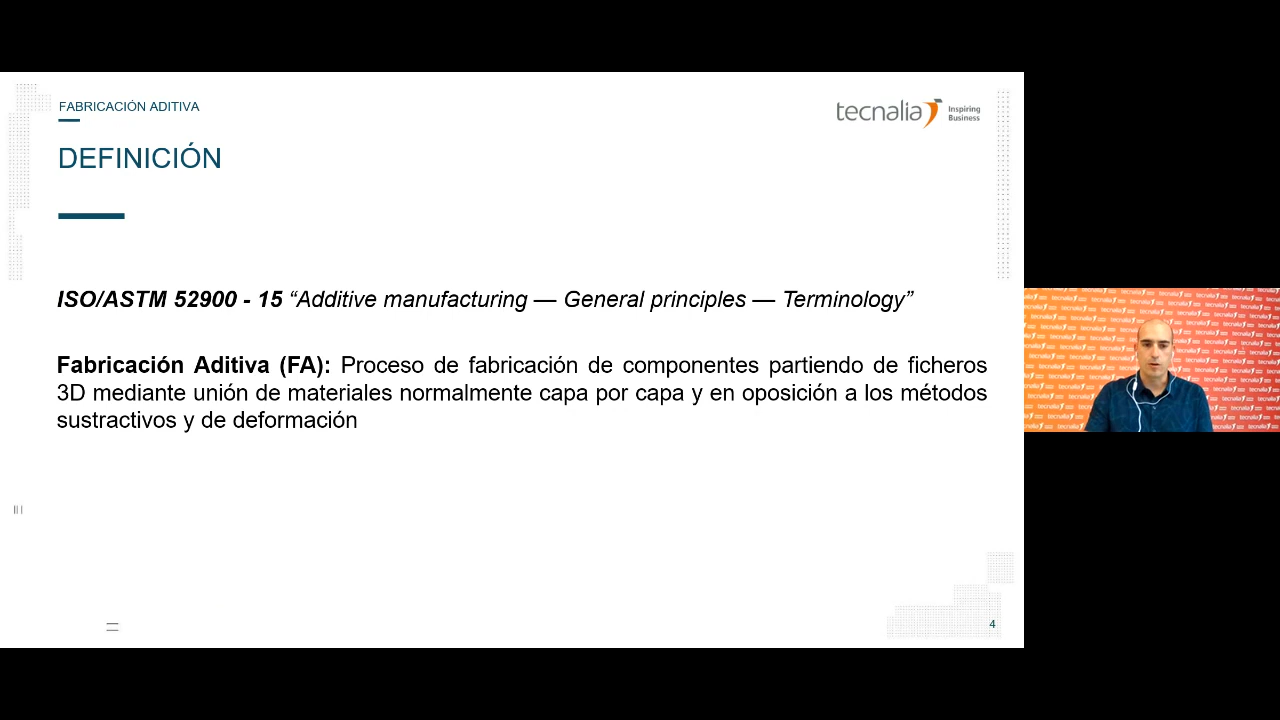 FABRICACIÓN ADITIVA
tecnalia Inspiring
Business
DEFINICIÓN
ISO/ASTM 52900 - 15 “Additive manufacturing — General principles — Terminology”
Fabricación Aditiva (FA): Proceso de fabricación de componentes partiendo de ficheros
3D mediante unión de materiales normalmente capa por capa y en oposición a los métodos
sustractivos y de deformación
4
tecnalia